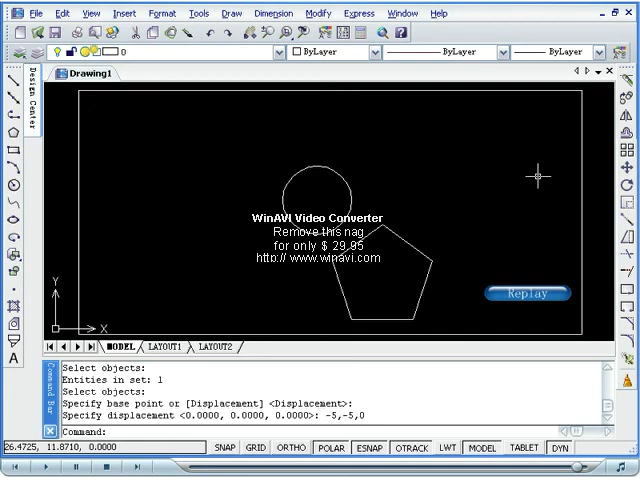 File Edit View Insert Format Tools Draw Dimension Modify Express Window Help
0 ByLayer ByLayer ByLayer
Drawing1
Design Center
WinAVI Video Converter
Remove this nag
for only $ 29.95
http:// www.winavi.com
Replay
Y
X
MODEL LAYOUT1 LAYOUT2
Command Bar
Select objects:
Entities in set: 1
Select objects:
Specify base point or [Displacement] <Displacement>:
Specify displacement <0.0000, 0.0000, 0.0000>: -5,-5,0
Command:
26.4725, 11.8710, 0.0000 SNAP GRID ORTHO POLAR ESNAP OTRACK LWT MODEL TABLET DYN